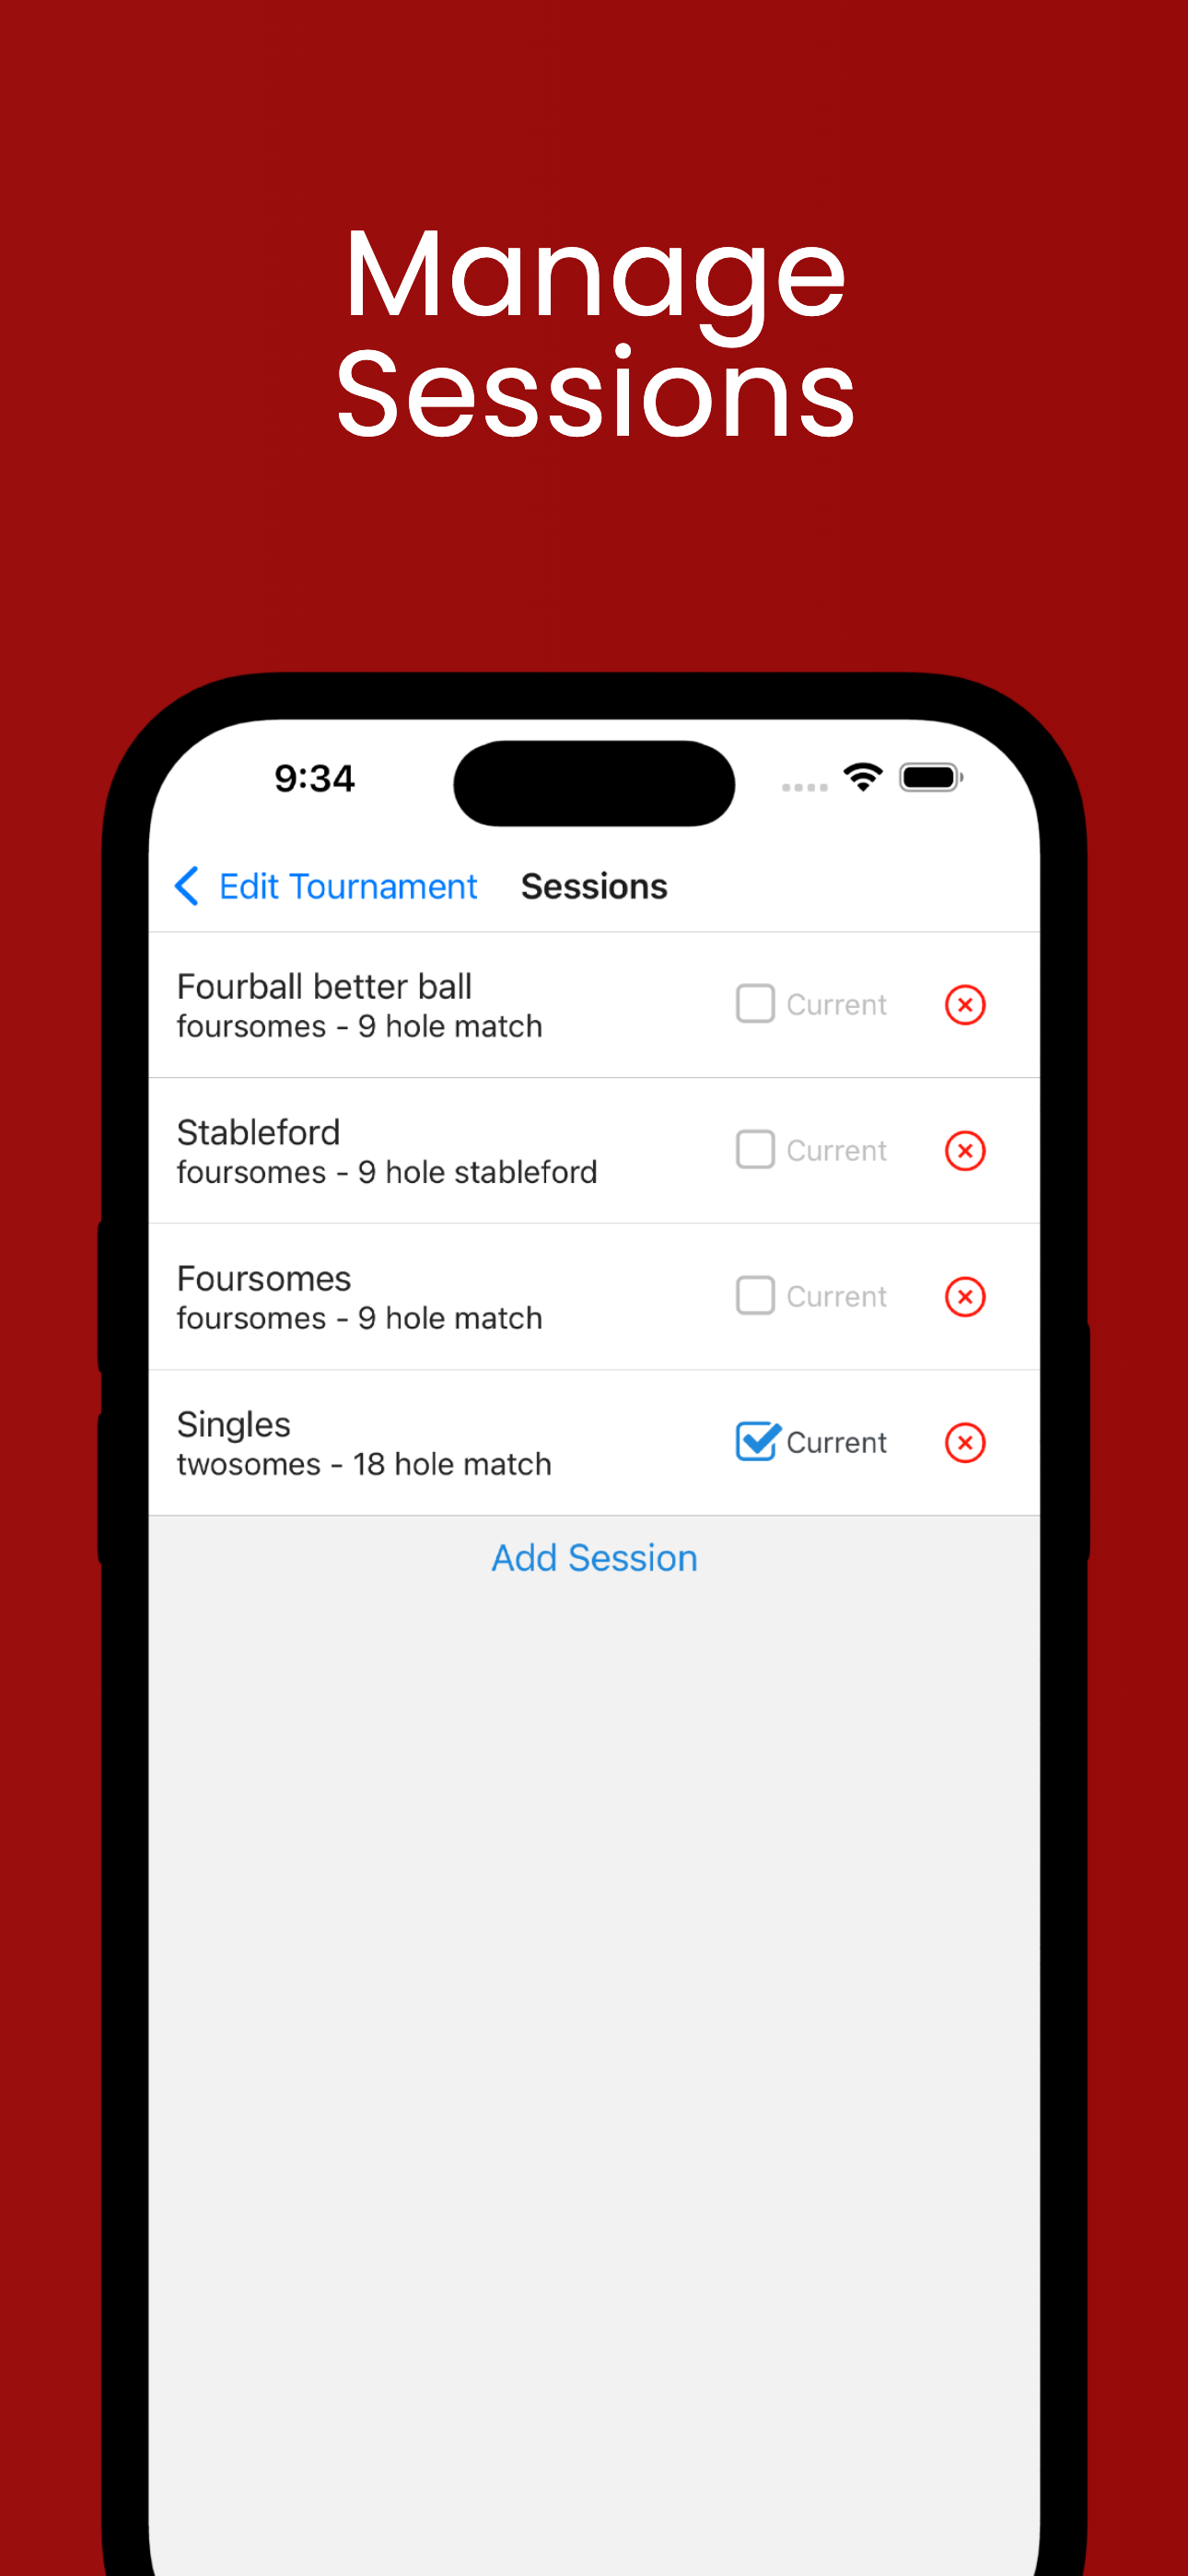 Manage
Sessions
9:34
Edit Tournament Sessions
Fourball better ball
foursomes - 9 hole match
Current
Stableford
foursomes - 9 hole stableford
Current
Foursomes
foursomes - 9 hole match
Current
Singles
twosomes - 18 hole match
Current
Add Session